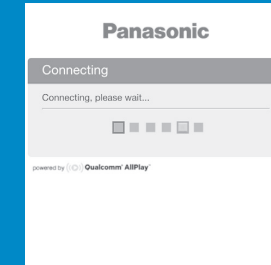 Panasonic
Connecting
Connecting, please wait...
powered by Qualcomm® AllPlay™